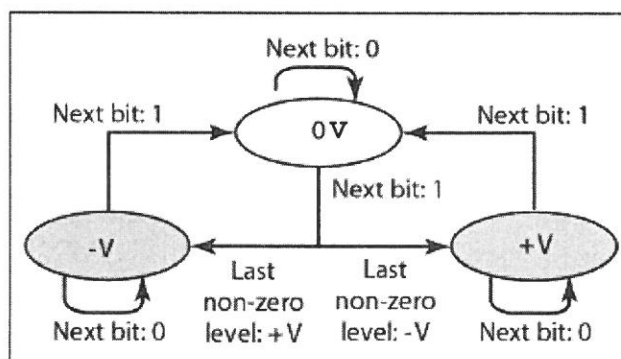 Next bit: 0
Next bit: 1
0 V
Next bit: 1
Next bit: 1
-V
+V
Last
non-zero
level: +V
Last
non-zero
level: -V
Next bit: 0
Next bit: 0